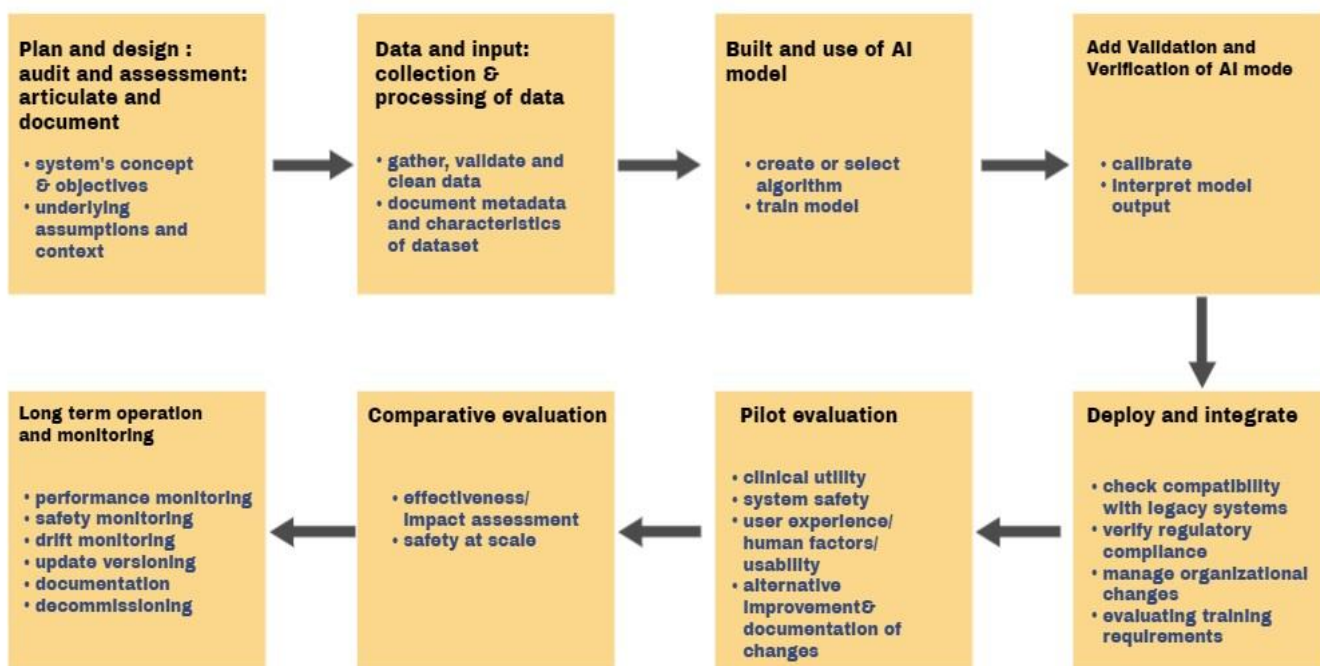 Plan and design :
audit and assessment:
articulate and
document
• system's concept
& objectives
• underlying
assumptions and
context
Data and input:
collection &
processing of data
• gather, validate and
clean data
• document metadata
and characteristics
of dataset
Built and use of AI
model
• create or select
algorithm
• train model
Add Validation and
Verification of AI mode
• calibrate
• interpret model
output
Deploy and integrate
• check compatibility
with legacy systems
• verify regulatory
compliance
• manage organizational
changes
• evaluating training
requirements
Pilot evaluation
• clinical utility
• system safety
• user experience/
human factors/
usability
• alternative
improvement&
documentation of
changes
Comparative evaluation
• effectiveness/
impact assessment
• safety at scale
Long term operation
and monitoring
• performance monitoring
• safety monitoring
• drift monitoring
• update versioning
• documentation
• decommissioning